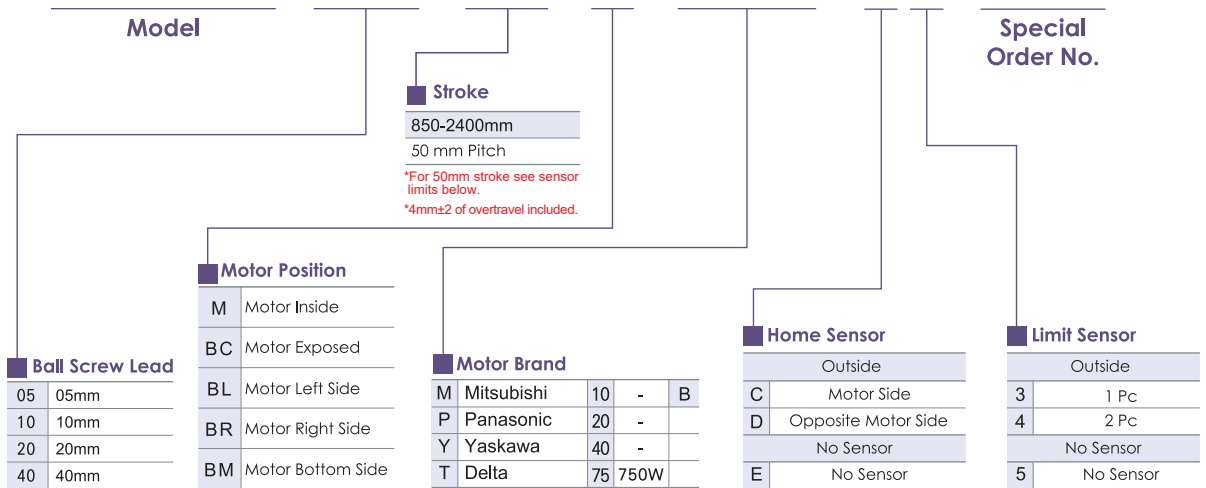 Model
Special
Order No.
Stroke
850-2400mm
50 mm Pitch
*For 50mm stroke see sensor
limits below.
*4mm±2 of overtravel included.
Motor Position
M Motor Inside
BC Motor Exposed
BL Motor Left Side
BR Motor Right Side
BM Motor Bottom Side
Ball Screw Lead
05 05mm
10 10mm
20 20mm
40 40mm
Motor Brand
M Mitsubishi 10 - B
P Panasonic 20 -
Y Yaskawa 40 -
T Delta 75 750W
Home Sensor
Outside
C Motor Side
D Opposite Motor Side
No Sensor
E No Sensor
Limit Sensor
Outside
3 1 Pc
4 2 Pc
No Sensor
5 No Sensor